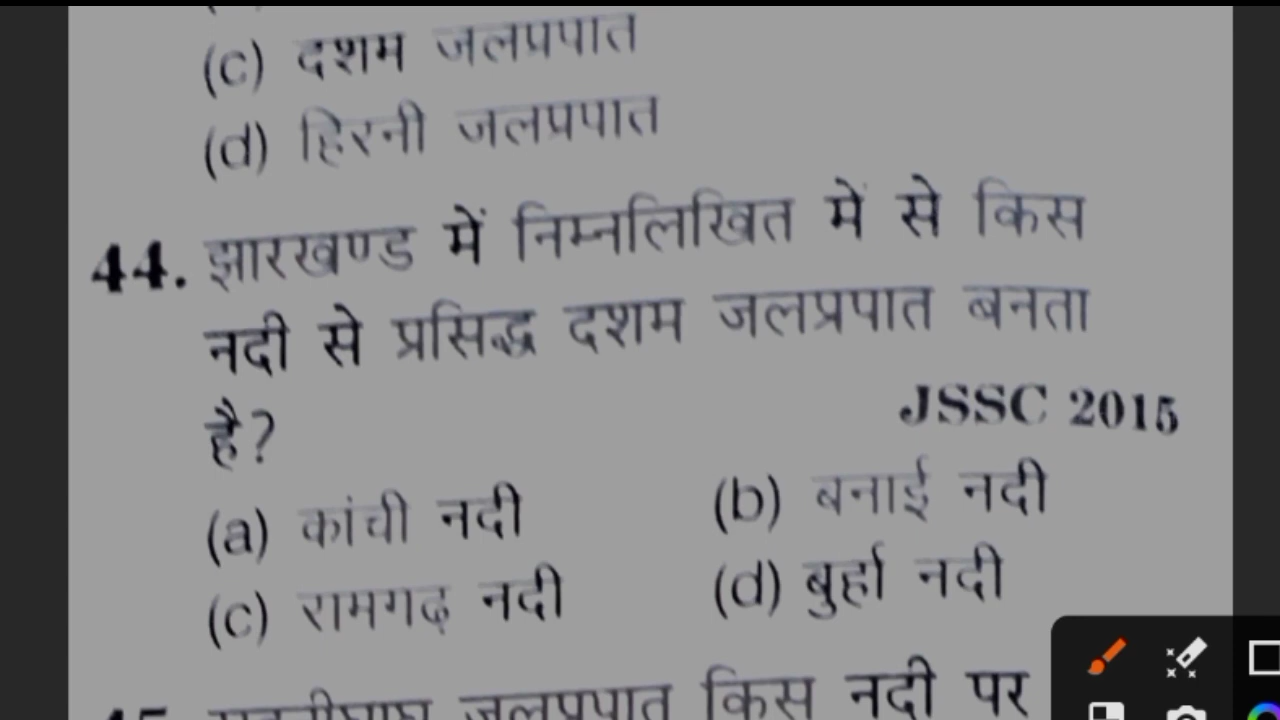 (c) दशम जलप्रपात
(d) हिरनी जलप्रपात
44. झारखण्ड में निम्नलिखित में से किस
नदी से प्रसिद्ध दशम जलप्रपात बनता
है?
JSSC 2015
(a) कांची नदी
(b) बनाई नदी
(c) रामगढ़ नदी
(d) बुर्हा नदी
जलप्रपात किस नदी पर